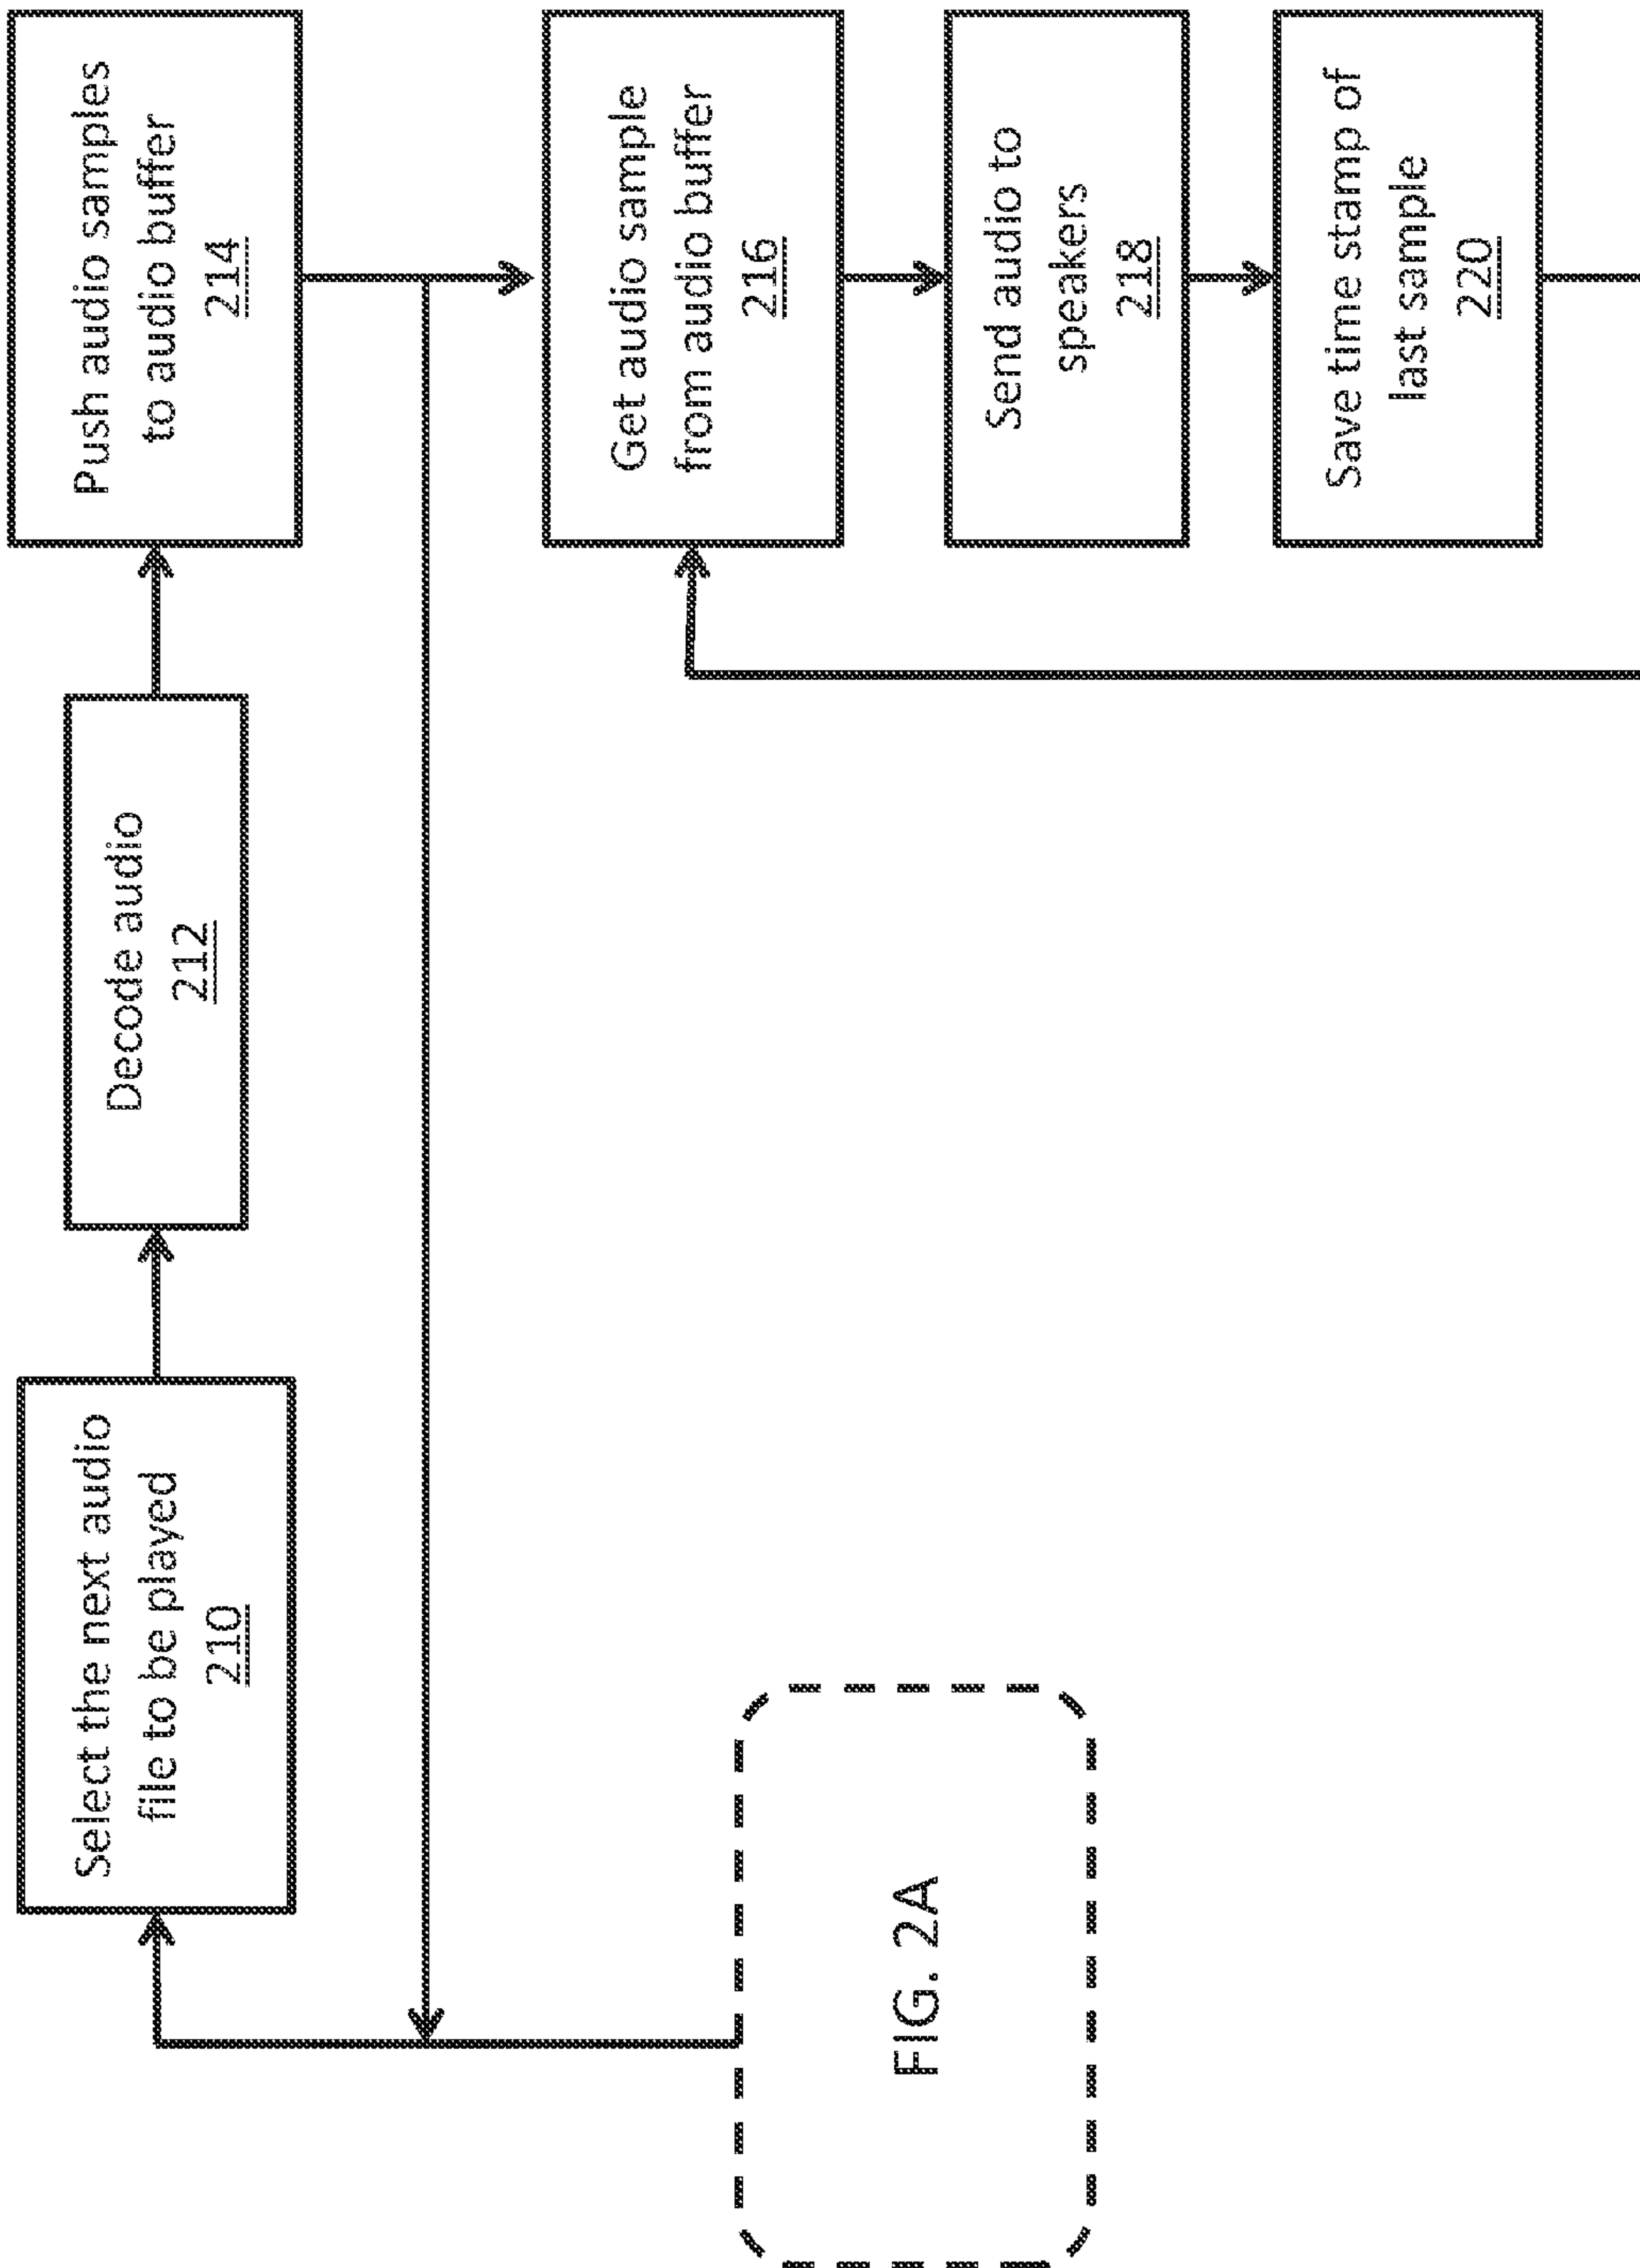 Select the next audio
file to be played
210
Decode audio
212
Push audio samples
to audio buffer
214
Get audio sample
from audio buffer
216
Send audio to
speakers
218
Save time stamp of
last sample
220
FIG. 2A